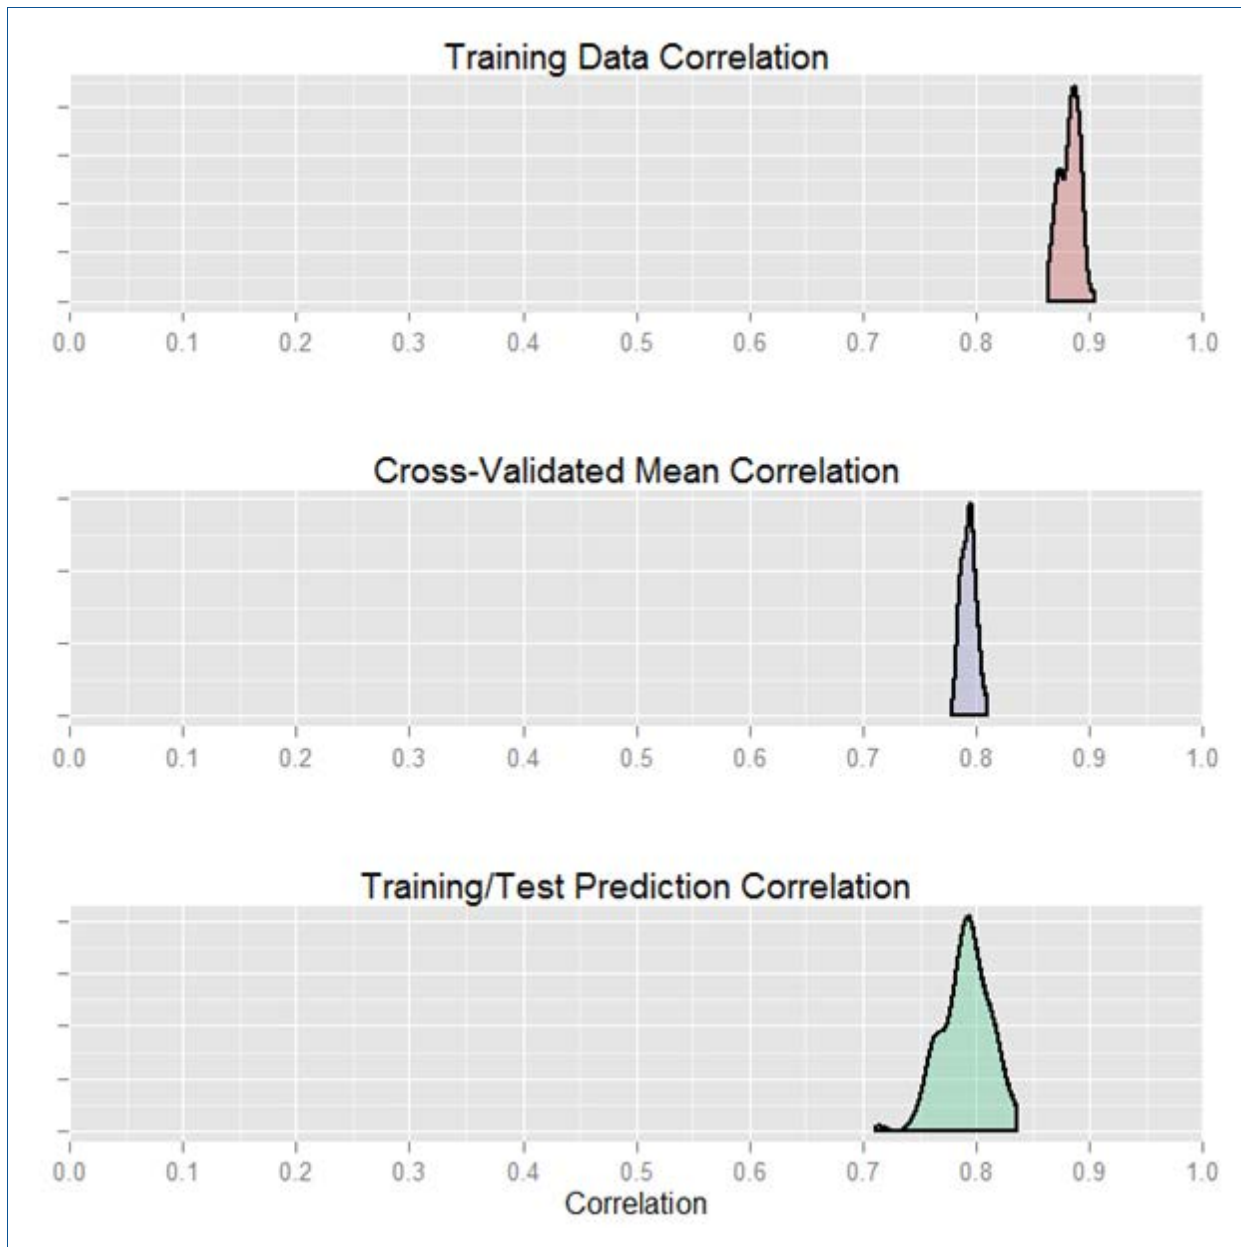 Training Data Correlation
0.0 0.1 0.2 0.3 0.4 0.5 0.6 0.7 0.8 0.9 1.0
Cross-Validated Mean Correlation
0.0 0.1 0.2 0.3 0.4 0.5 0.6 0.7 0.8 0.9 1.0
Training/Test Prediction Correlation
0.0 0.1 0.2 0.3 0.4 0.5 0.6 0.7 0.8 0.9 1.0
Correlation